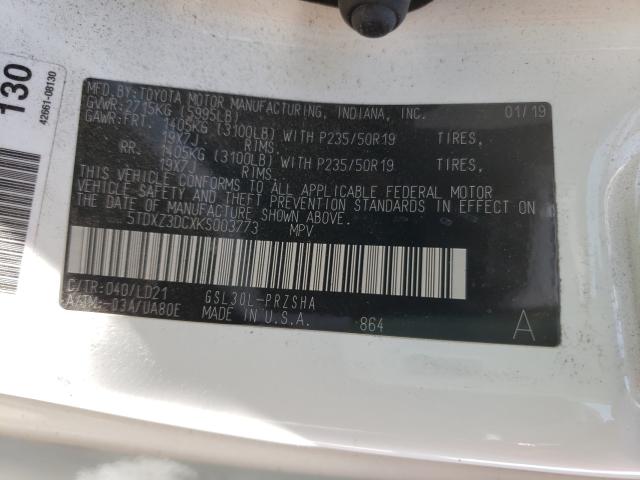 130
42661-08130
MFD.BY: TOYOTA MOTOR MANUFACTURING, INDIANA, INC. 01/19
GVWR: 2715KG (5995LB)
GAWR: FRT. 1405KG (3100LB) WITH P235/50R19 TIRES,
19X7J RIMS.
RR. 1405KG (3100LB) WITH P235/50R19 TIRES,
19X7J RIMS.
THIS VEHICLE CONFORMS TO ALL APPLICABLE FEDERAL MOTOR
VEHICLE SAFETY AND THEFT PREVENTION STANDARDS IN EFFECT ON
THE DATE OF MANUFACTURE SHOWN ABOVE.
5TDXZ3DCXKS003773 MPV
C/TR: 040/LD21 GSL30L-PRZSHA
A/TM: -03A/UA80E MADE IN U.S.A. 864 A